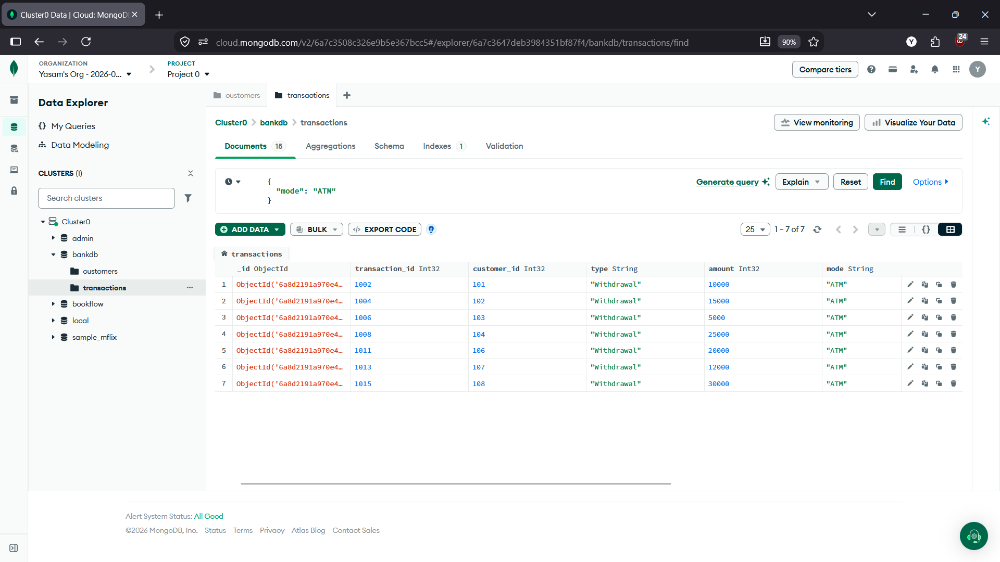 Cluster0 Data | Cloud: MongoDB
24
cloud.mongodb.com/v2/6a7c3508c326e9b5e367bcc5#/explorer/6a7c3647deb3984351bf87f4/bankdb/transactions/find
90%
Y
ORGANIZATION
Yasam's Org - 2026-0...
PROJECT
Project 0
Compare tiers
Y
Data Explorer
My Queries
Data Modeling
CLUSTERS (1)
Search clusters
Cluster0
admin
bankdb
customers
transactions
bookflow
local
sample_mflix
customers
transactions
Cluster0 > bankdb > transactions
View monitoring
Visualize Your Data
Documents 15
Aggregations
Schema
Indexes 1
Validation
{
"mode": "ATM"
}
Generate query
Explain
Reset
Find
Options
ADD DATA
BULK
EXPORT CODE
25
1 – 7 of 7
transactions
_id ObjectId transaction_id Int32 customer_id Int32 type String amount Int32 mode String
1 ObjectId('6a8d2191a970e4… 1002 101 "Withdrawal" 10000 "ATM"
2 ObjectId('6a8d2191a970e4… 1004 102 "Withdrawal" 15000 "ATM"
3 ObjectId('6a8d2191a970e4… 1006 103 "Withdrawal" 5000 "ATM"
4 ObjectId('6a8d2191a970e4… 1008 104 "Withdrawal" 25000 "ATM"
5 ObjectId('6a8d2191a970e4… 1011 106 "Withdrawal" 20000 "ATM"
6 ObjectId('6a8d2191a970e4… 1013 107 "Withdrawal" 12000 "ATM"
7 ObjectId('6a8d2191a970e4… 1015 108 "Withdrawal" 30000 "ATM"
Alert System Status: All Good
©2026 MongoDB, Inc. Status Terms Privacy Atlas Blog Contact Sales